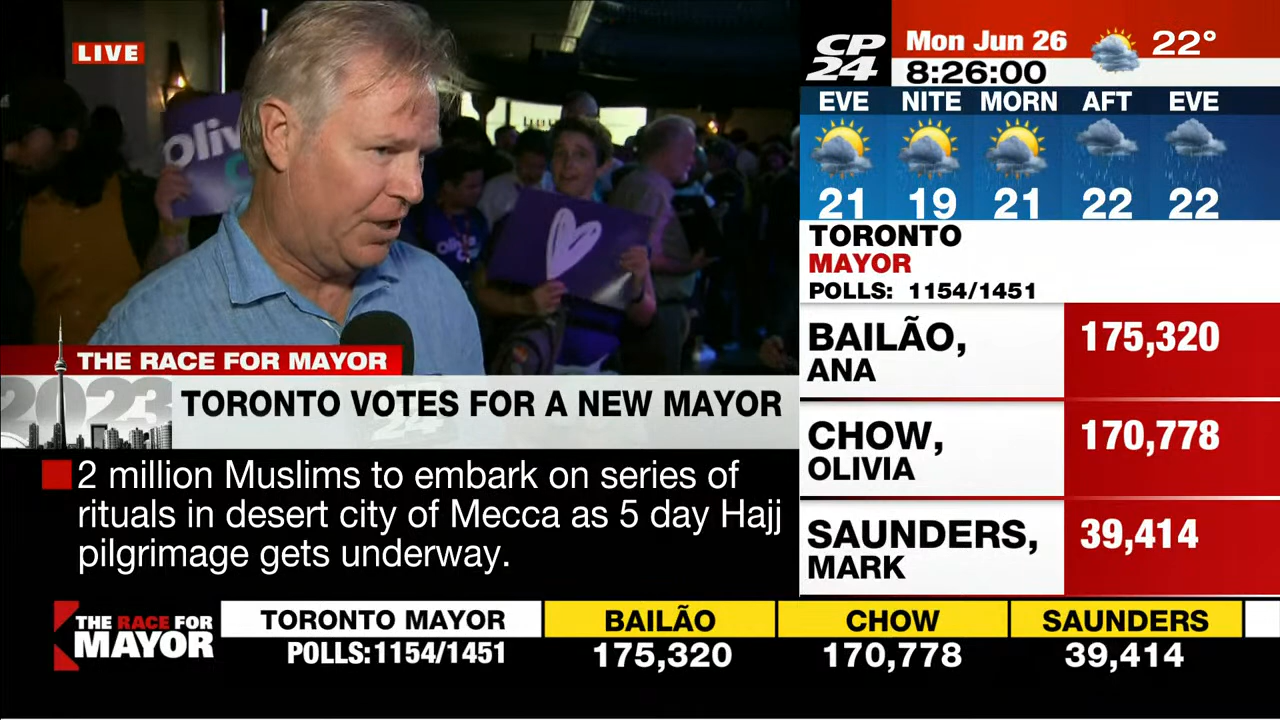 LIVE
Oliv
C
CP
24
Mon Jun 26
22°
8:26:00
EVE NITE MORN AFT EVE
21 19 21 22 22
TORONTO
MAYOR
POLLS: 1154/1451
BAILÃO,
ANA
175,320
CHOW,
OLIVIA
170,778
SAUNDERS,
MARK
39,414
THE RACE FOR MAYOR
2023
TORONTO VOTES FOR A NEW MAYOR
2 million Muslims to embark on series of
rituals in desert city of Mecca as 5 day Hajj
pilgrimage gets underway.
THE RACE FOR
MAYOR
TORONTO MAYOR BAILÃO CHOW SAUNDERS
POLLS:1154/1451 175,320 170,778 39,414